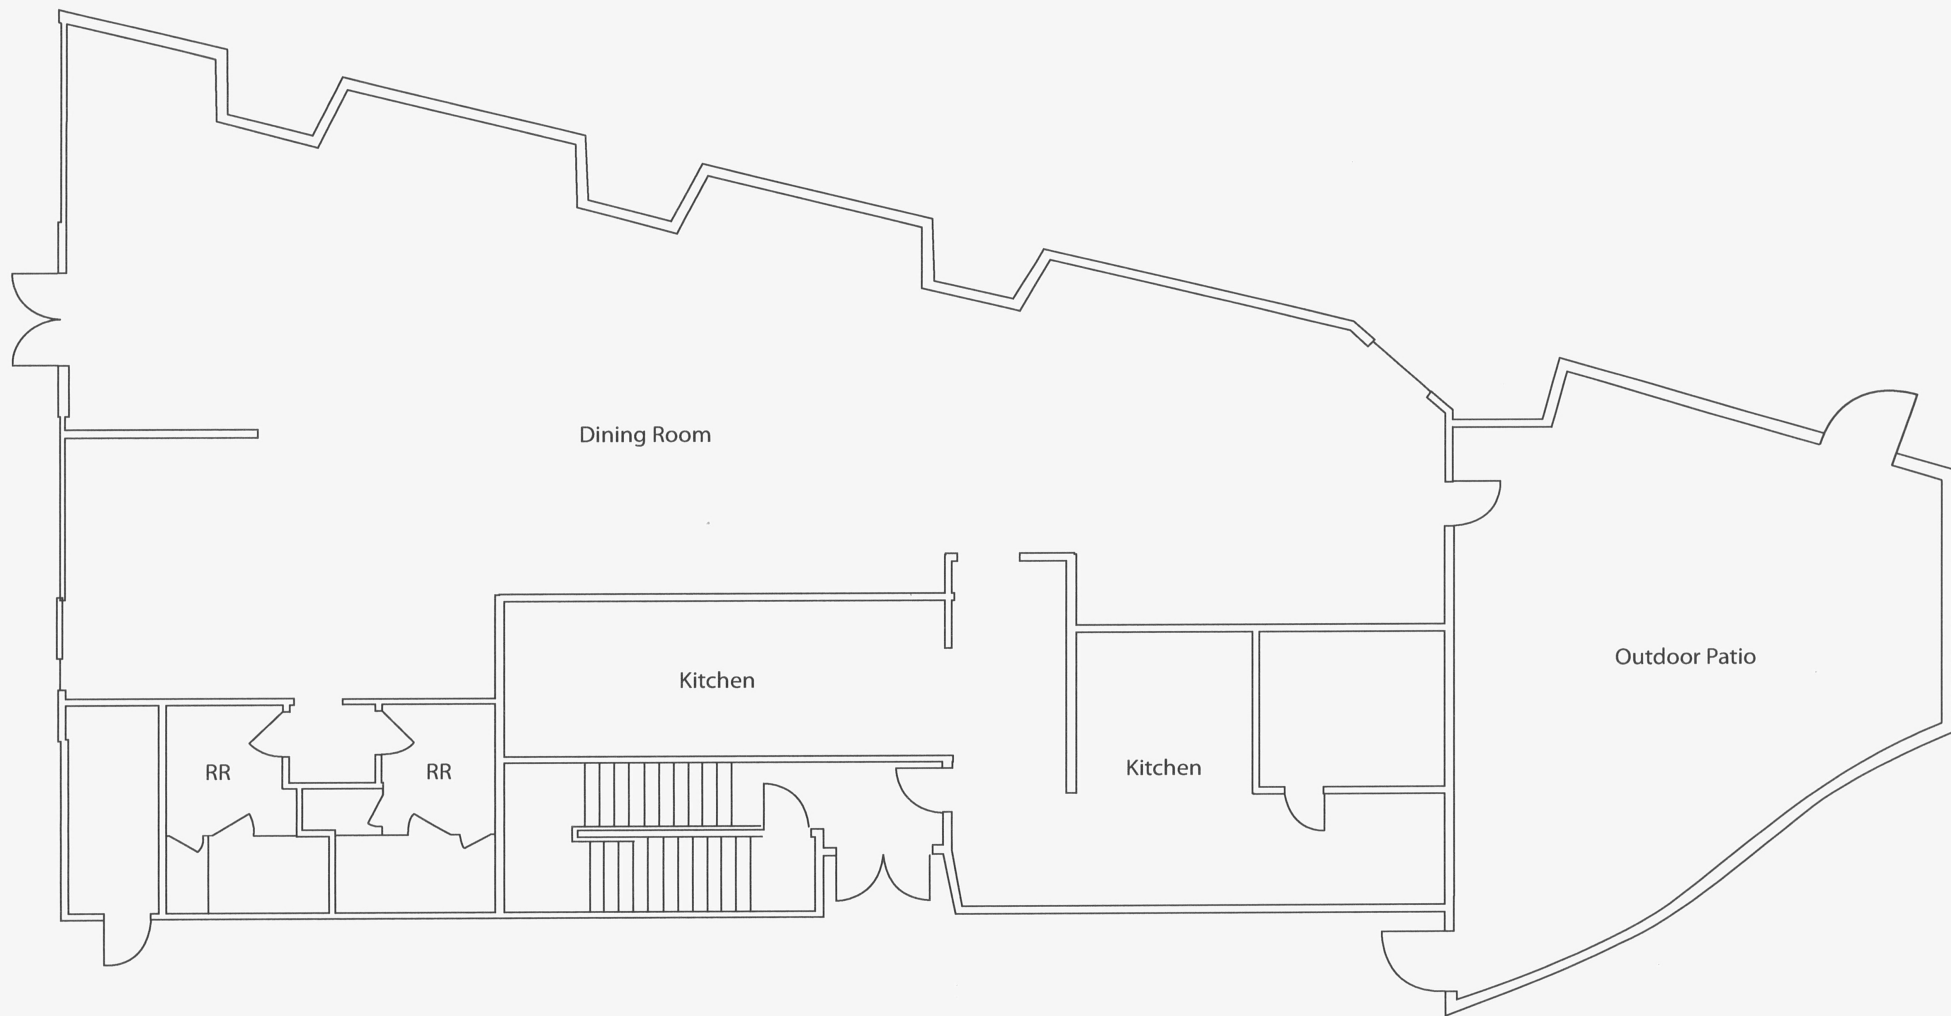 Dining Room
Outdoor Patio
Kitchen
Kitchen
RR
RR